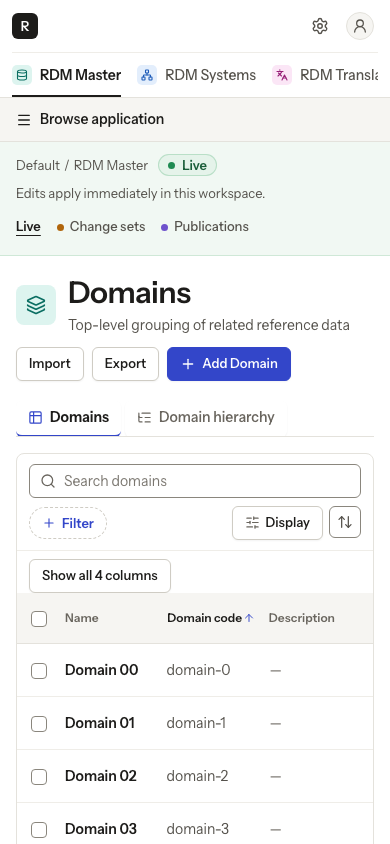 R
RDM Master RDM Systems RDM Transla
Browse application
Default / RDM Master Live
Edits apply immediately in this workspace.
Live Change sets Publications
Domains
Top-level grouping of related reference data
Import Export Add Domain
Domains Domain hierarchy
Search domains
Filter Display
Show all 4 columns
Name Domain code Description
Domain 00 domain-0 —
Domain 01 domain-1 —
Domain 02 domain-2 —
Domain 03 domain-3 —